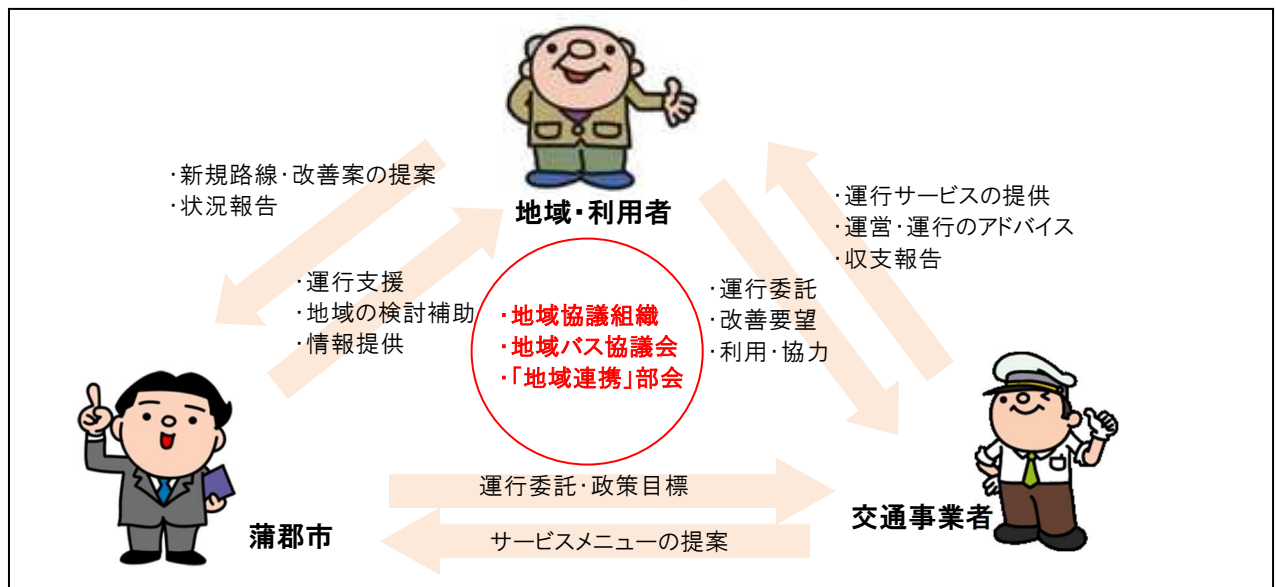 地域・利用者
・新規路線・改善案の提案
・状況報告
・運行サービスの提供
・運営・運行のアドバイス
・収支報告
・運行支援
・地域の検討補助
・情報提供
・地域協議組織
・地域バス協議会
・「地域連携」部会
・運行委託
・改善要望
・利用・協力
運行委託・政策目標
サービスメニューの提案
蒲郡市
交通事業者